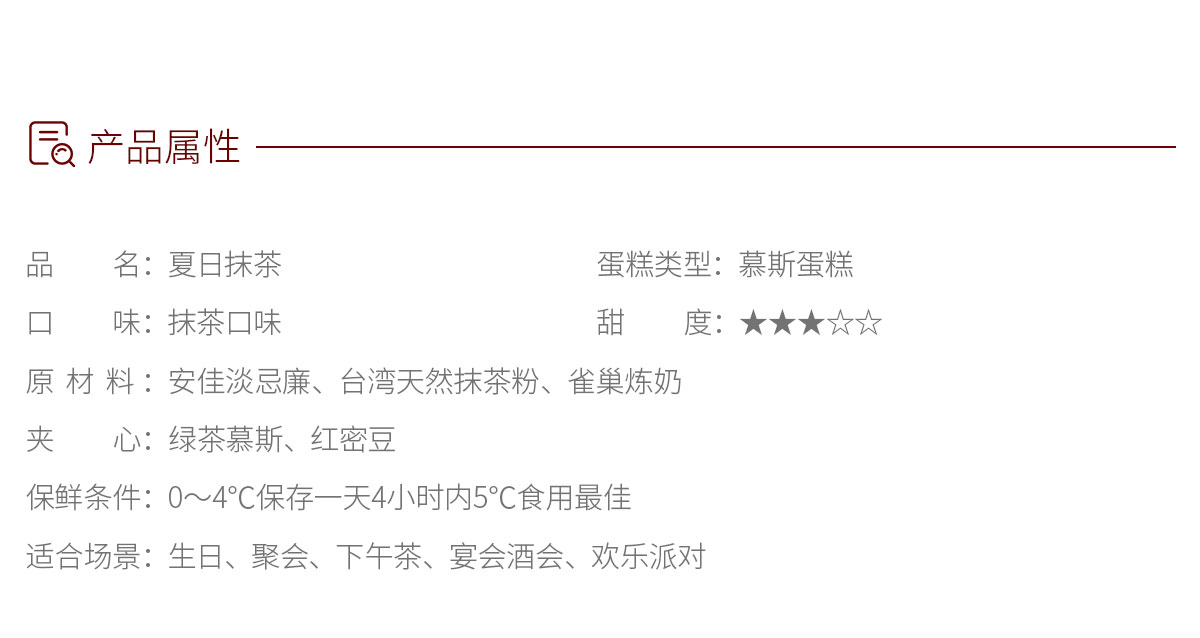 产品属性
品　　名：夏日抹茶　蛋糕类型：慕斯蛋糕
口　　味：抹茶口味　甜　　度：★★★☆☆
原 材 料 ：安佳淡忌廉、台湾天然抹茶粉、雀巢炼奶
夹　　心：绿茶慕斯、红密豆
保鲜条件：0～4℃保存一天4小时内5℃食用最佳
适合场景：生日、聚会、下午茶、宴会酒会、欢乐派对